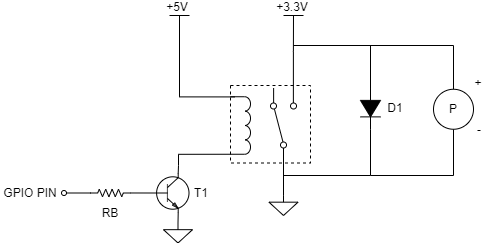 +5V
+3.3V
+
D1
P
-
GPIO PIN
T1
RB